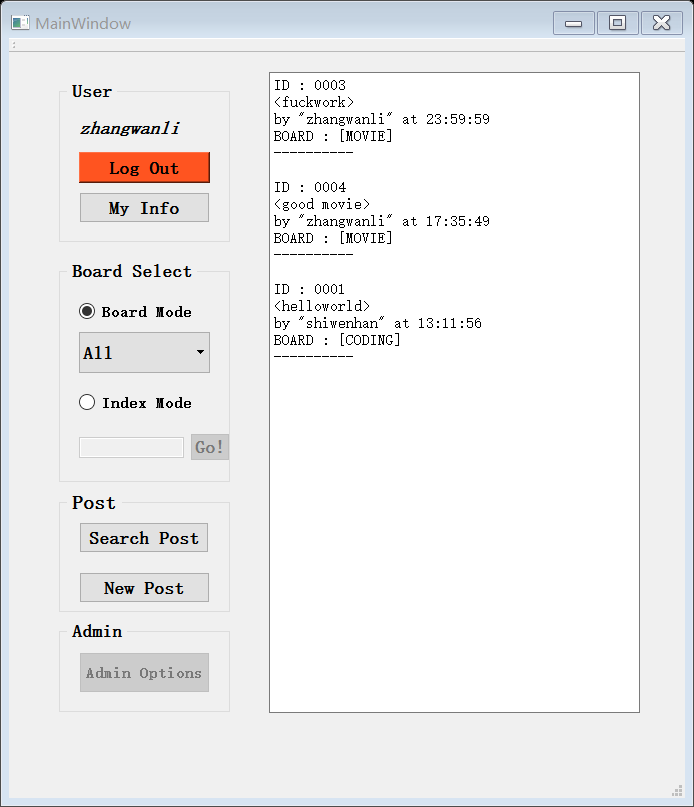 MainWindow
User
zhangwanli
Log Out
My Info
Board Select
Board Mode
All
Index Mode
Go!
Post
Search Post
New Post
Admin
Admin Options
ID : 0003
<fuckwork>
by "zhangwanli" at 23:59:59
BOARD : [MOVIE]
----------
ID : 0004
<good movie>
by "zhangwanli" at 17:35:49
BOARD : [MOVIE]
----------
ID : 0001
<helloworld>
by "shiwenhan" at 13:11:56
BOARD : [CODING]
----------